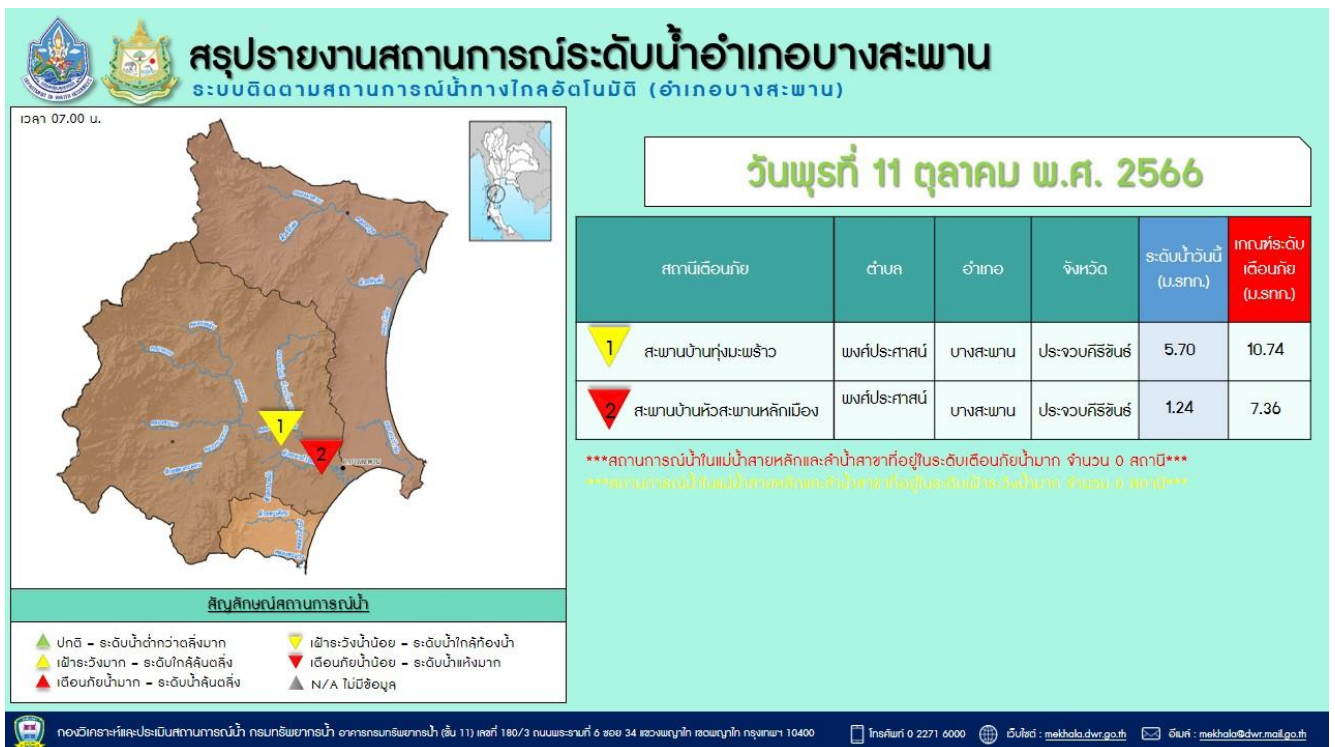 สรุปรายงานสถานการณ์ระดับน้ำอำเภอบางสะพาน
ระบบติดตามสถานการณ์น้ำทางไกลอัตโนมัติ (อำเภอบางสะพาน)
เวลา 07.00 น.
วันพุธที่ 11 ตุลาคม พ.ศ. 2566
สถานีเตือนภัย ตำบล อำเภอ จังหวัด ระดับน้ำวันนี้ (ม.รทก.) เกณฑ์ระดับเตือนภัย (ม.รทก.)
1 สะพานบ้านทุ่งมะพร้าว พงศ์ประศาสน์ บางสะพาน ประจวบคีรีขันธ์ 5.70 10.74
2 สะพานบ้านหัวสะพานหลักเมือง พงศ์ประศาสน์ บางสะพาน ประจวบคีรีขันธ์ 1.24 7.36
***สถานการณ์น้ำในแม่น้ำสายหลักและลำน้ำสาขาที่อยู่ในระดับเตือนภัยน้ำมาก จำนวน 0 สถานี***
***สถานการณ์น้ำในแม่น้ำสายหลักและลำน้ำสาขาที่อยู่ในระดับเฝ้าระวังน้ำมาก จำนวน 0 สถานี***
1
2
สัญลักษณ์สถานการณ์น้ำ
ปกติ – ระดับน้ำต่ำกว่าตลิ่งมาก
เฝ้าระวังมาก – ระดับใกล้ล้นตลิ่ง
เตือนภัยน้ำมาก – ระดับน้ำล้นตลิ่ง
เฝ้าระวังน้ำน้อย – ระดับน้ำใกล้ท้องน้ำ
เตือนภัยน้ำน้อย – ระดับน้ำแห้งมาก
N/A ไม่มีข้อมูล
กองวิเคราะห์และประเมินสถานการณ์น้ำ กรมทรัพยากรน้ำ อาคารกรมทรัพยากรน้ำ (ชั้น 11) เลขที่ 180/3 ถนนพระรามที่ 6 ซอย 34 แขวงพญาไท เขตพญาไท กรุงเทพฯ 10400 โทรศัพท์ 0 2271 6000 เว็บไซต์ : mekhala.dwr.go.th อีเมล์ : mekhala@dwr.mail.go.th